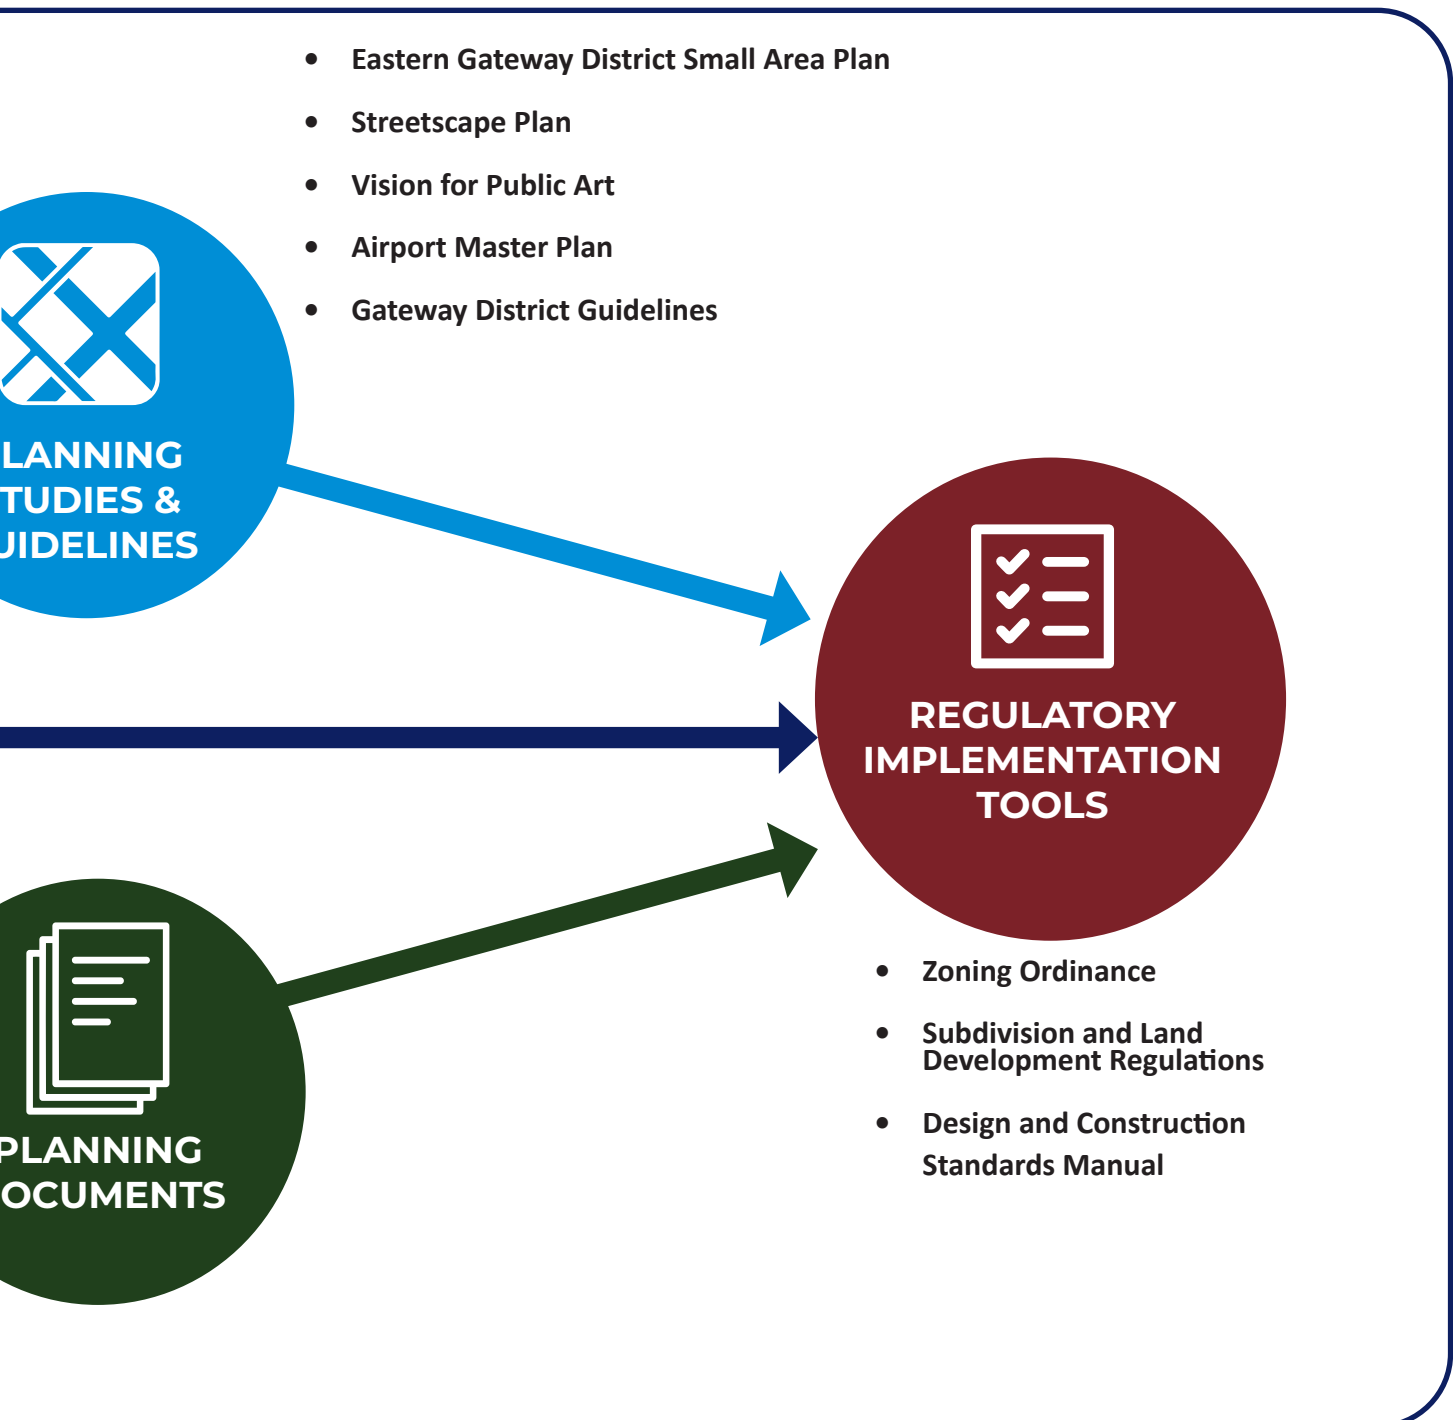 • Eastern Gateway District Small Area Plan
• Streetscape Plan
• Vision for Public Art
• Airport Master Plan
• Gateway District Guidelines
LANNING
TUDIES &
UIDELINES
REGULATORY
IMPLEMENTATION
TOOLS
• Zoning Ordinance
• Subdivision and Land
Development Regulations
• Design and Construction
Standards Manual
PLANNING
OCUMENTS